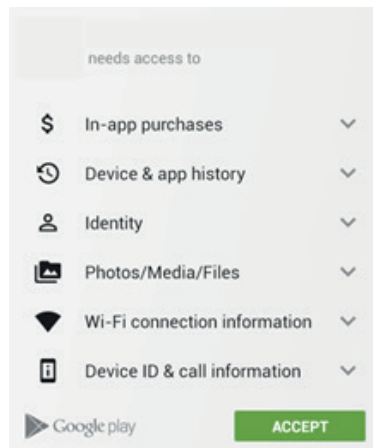 needs access to
In-app purchases
Device & app history
Identity
Photos/Media/Files
Wi-Fi connection information
Device ID & call information
Google play
ACCEPT